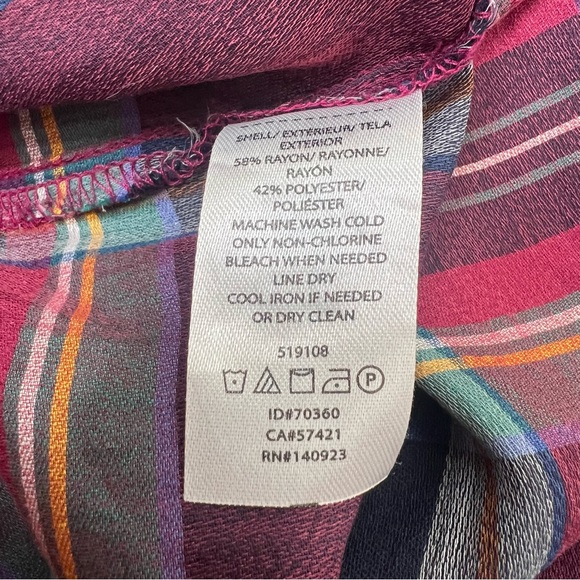 SHELL/ EXTÉRIEUR/ TELA
EXTERIOR
58% RAYON/ RAYONNE/
RAYÓN
42% POLYESTER/
POLIÉSTER
MACHINE WASH COLD
ONLY NON-CHLORINE
BLEACH WHEN NEEDED
LINE DRY
COOL IRON IF NEEDED
OR DRY CLEAN
519108
P
ID#70360
CA#57421
RN#140923